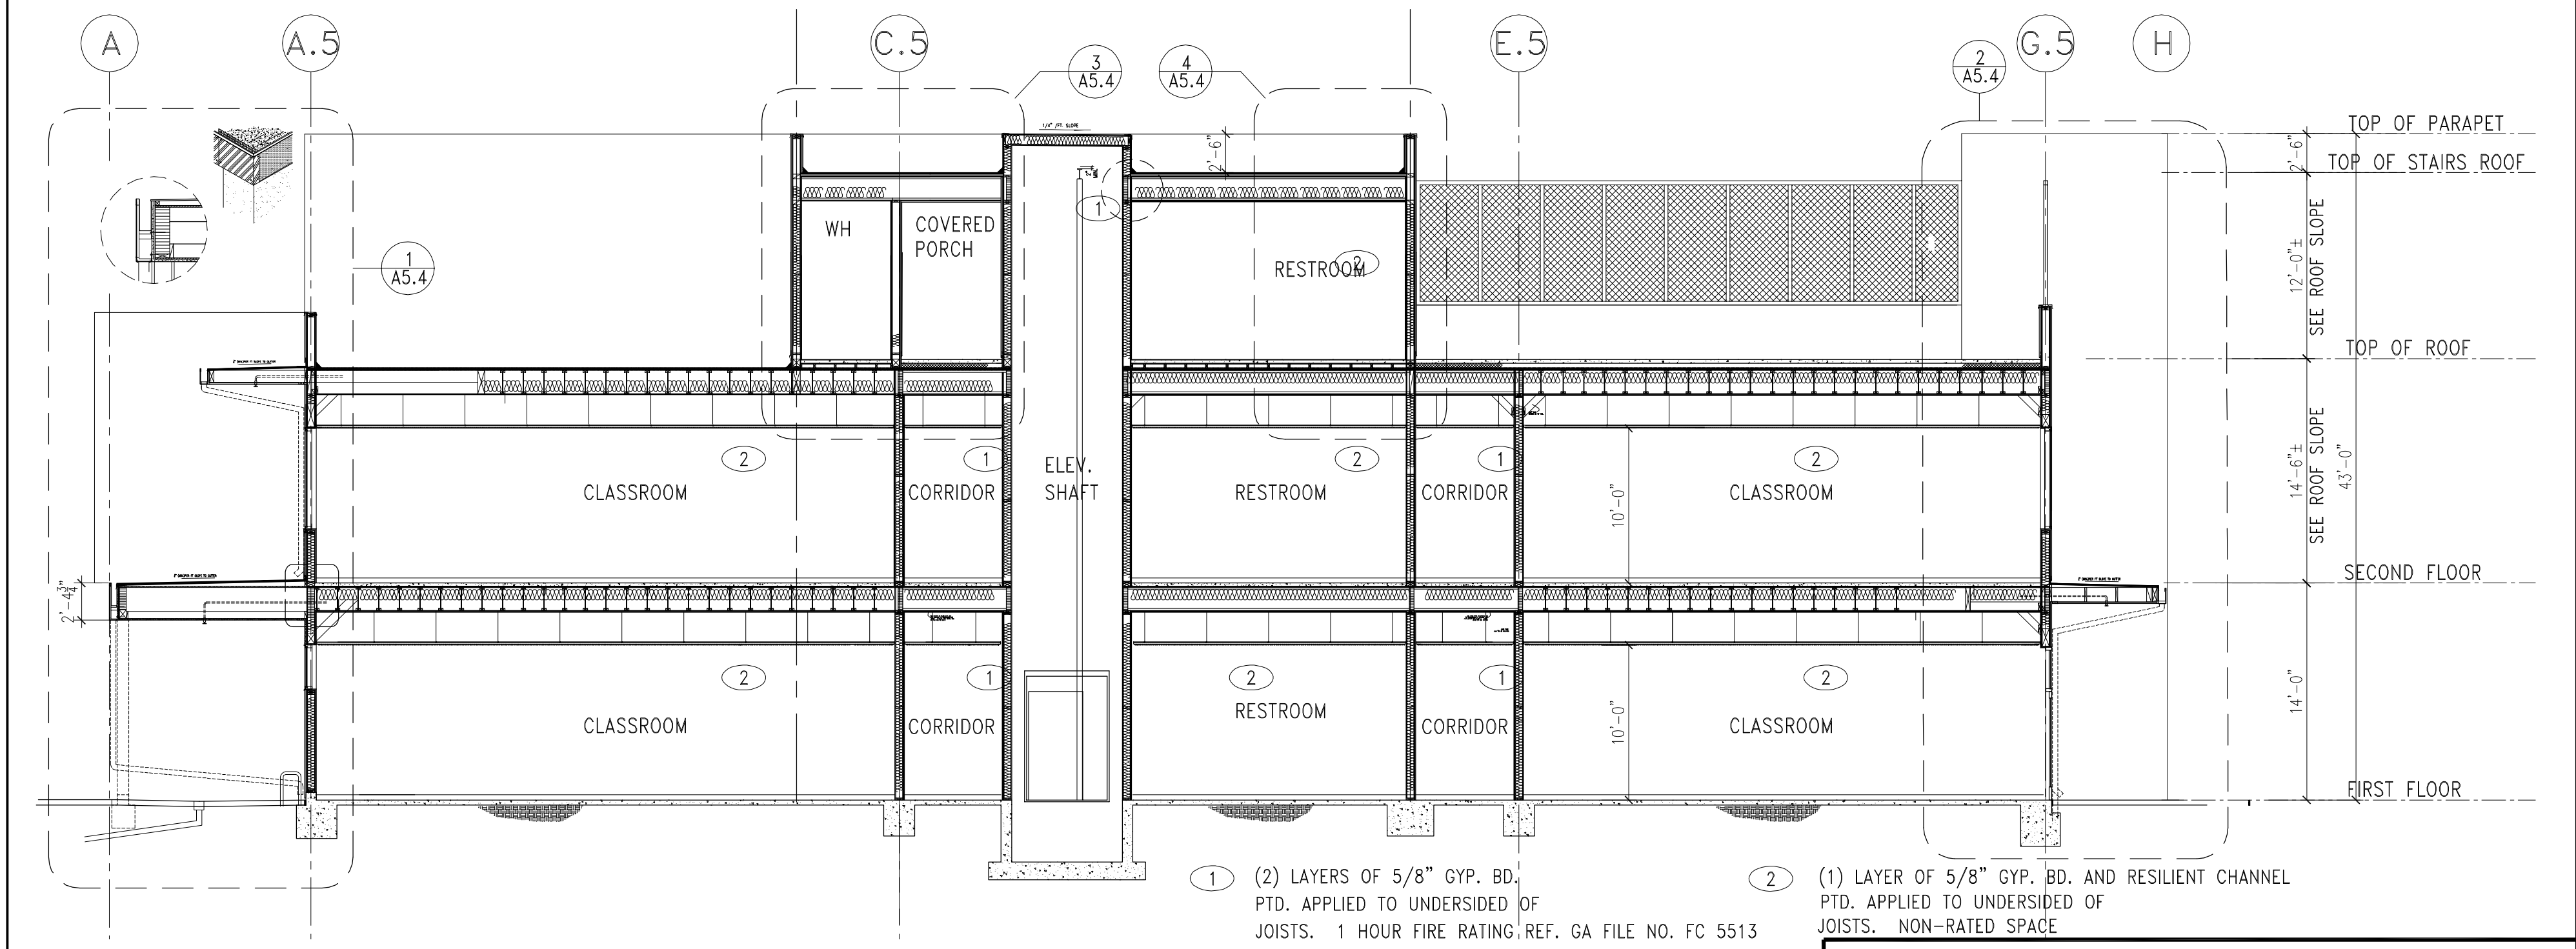 A
A.5
C.5
E.5
G.5
H
3
A5.4
4
A5.4
2
A5.4
TOP OF PARAPET
1/4" /FT. SLOPE
2'-6"
2'-6"
TOP OF STAIRS ROOF
1
WH
COVERED
PORCH
RESTROOM
2
1
A5.4
12'-0"±
SEE ROOF SLOPE
TOP OF ROOF
2
CLASSROOM
1
CORRIDOR
ELEV.
SHAFT
2
RESTROOM
1
CORRIDOR
10'-0"
2
CLASSROOM
14'-6"±
SEE ROOF SLOPE
43'-0"
SECOND FLOOR
2'-4¾"
2
CLASSROOM
1
CORRIDOR
2
RESTROOM
1
CORRIDOR
10'-0"
2
CLASSROOM
14'-0"
FIRST FLOOR
1
(2) LAYERS OF 5/8" GYP. BD.
PTD. APPLIED TO UNDERSIDED OF
JOISTS. 1 HOUR FIRE RATING REF. GA FILE NO. FC 5513
2
(1) LAYER OF 5/8" GYP. BD. AND RESILIENT CHANNEL
PTD. APPLIED TO UNDERSIDED OF
JOISTS. NON-RATED SPACE